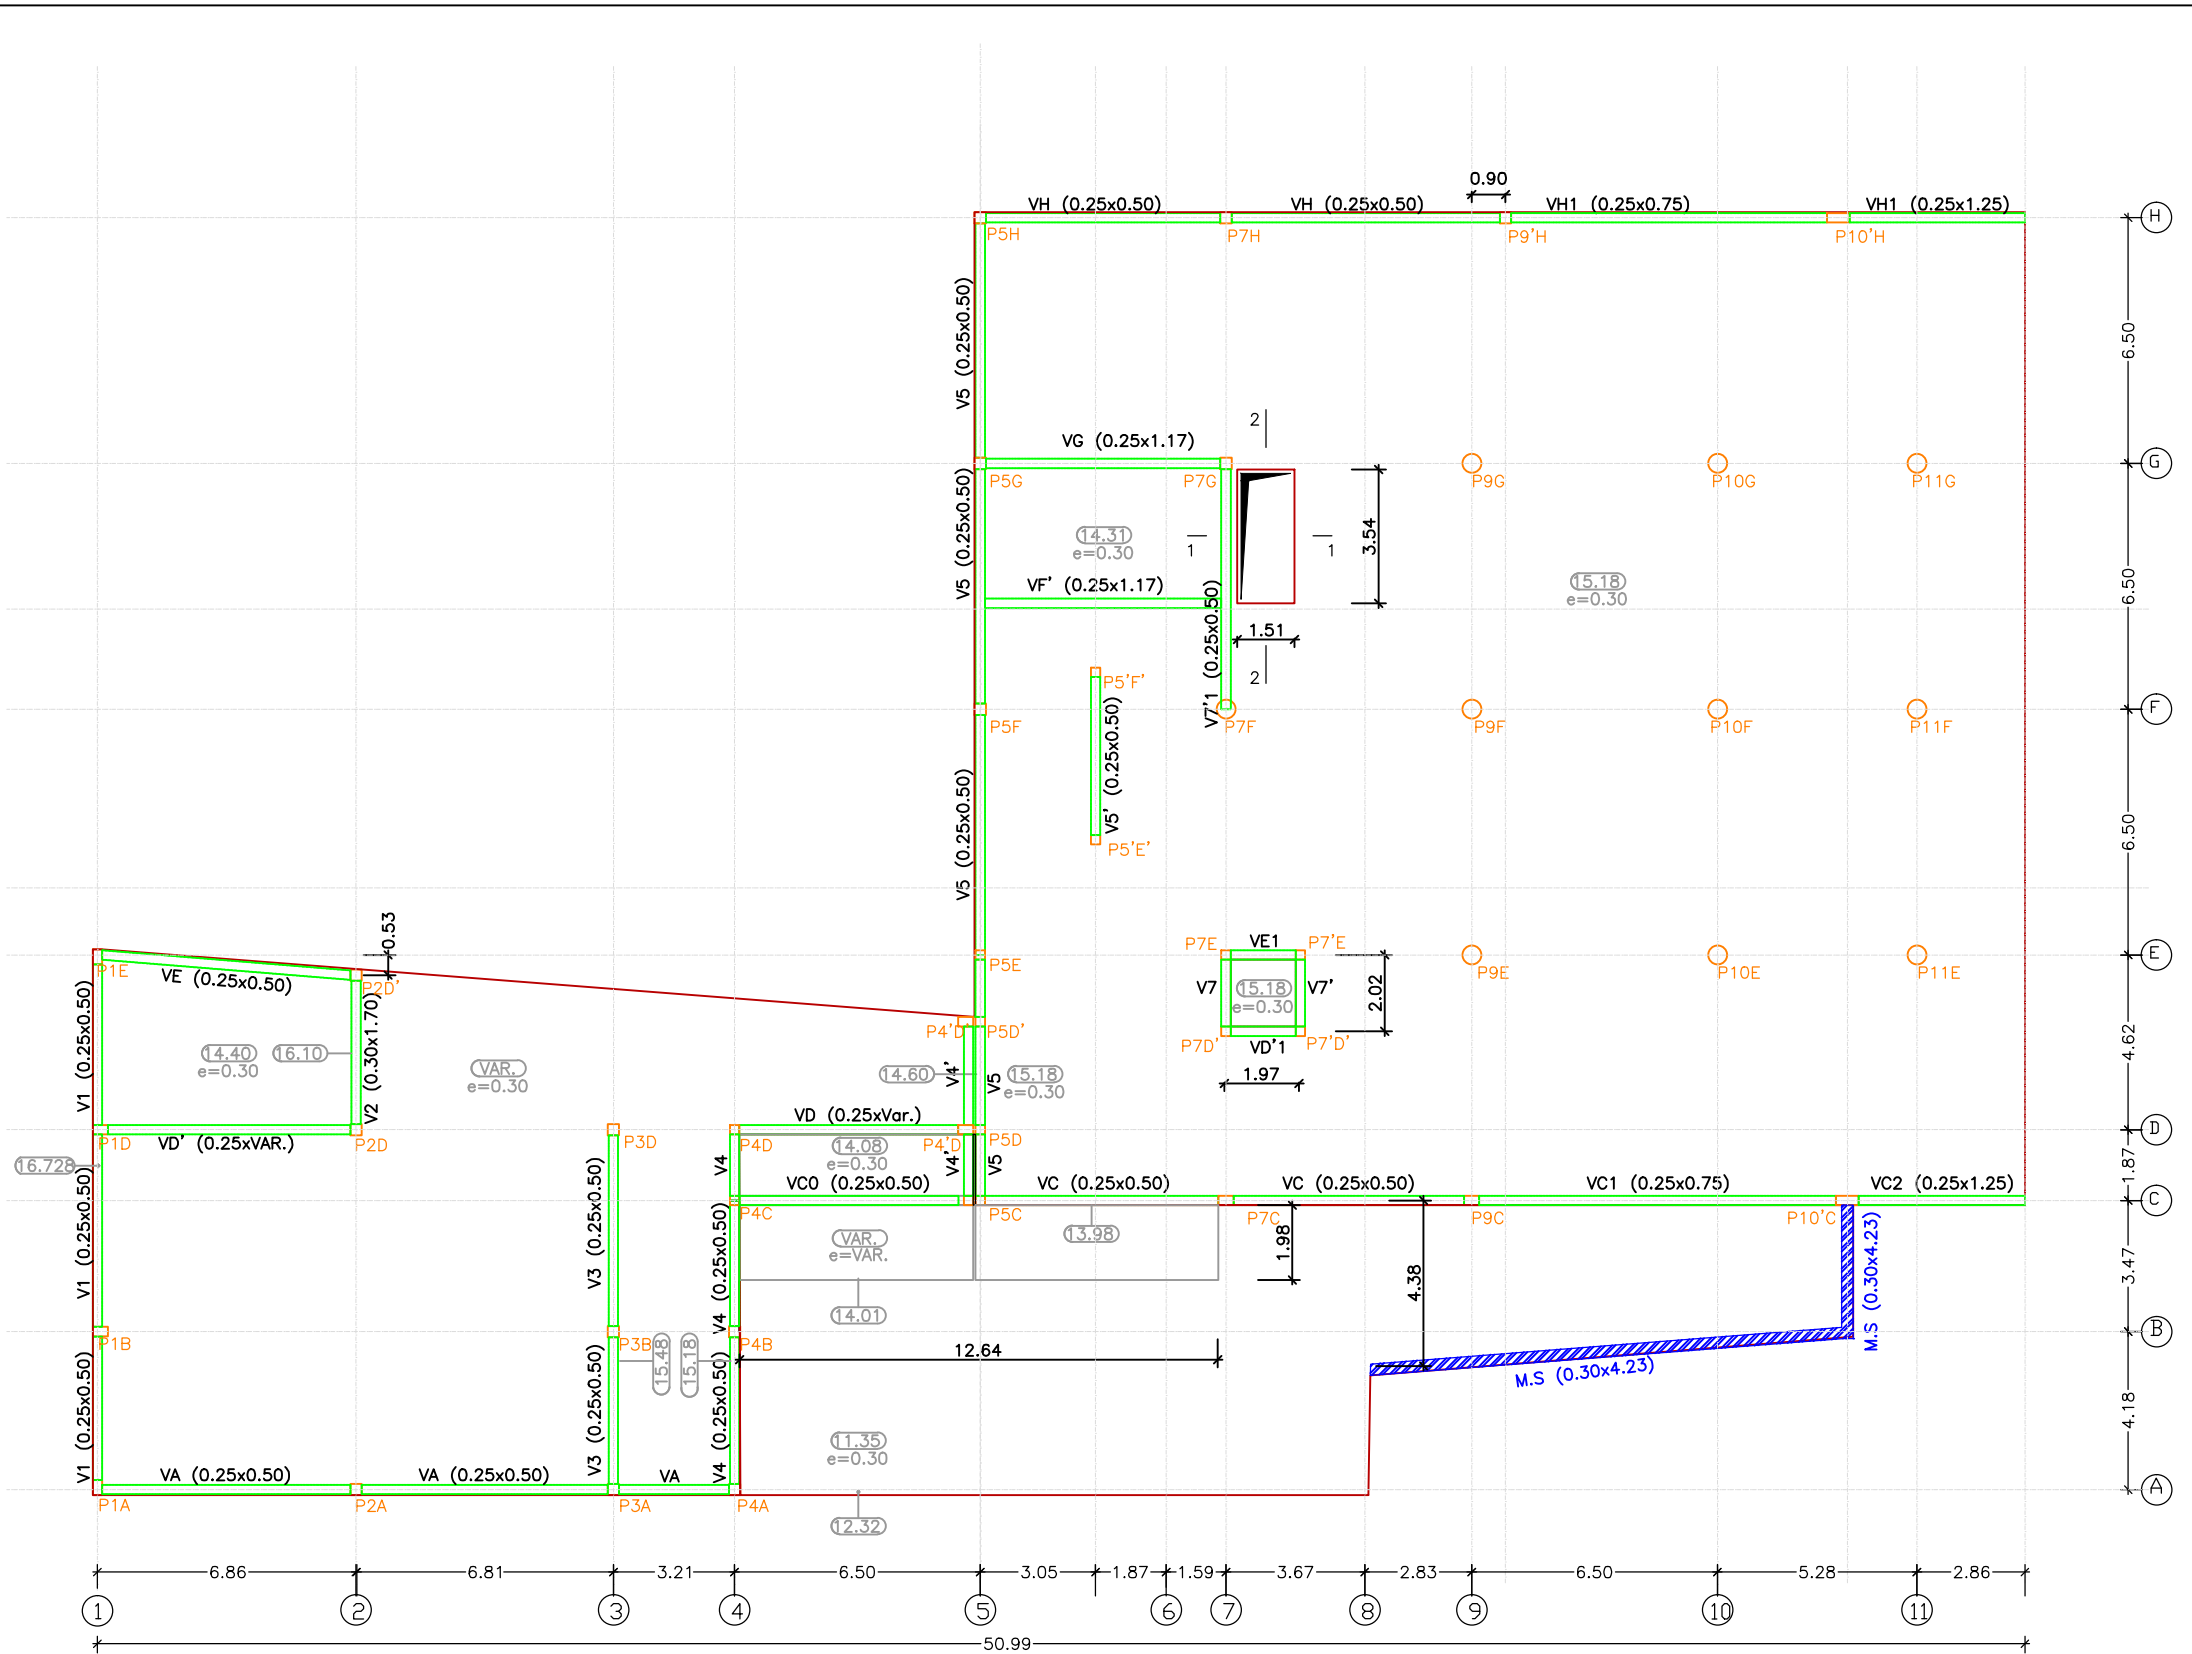 0.90
VH (0.25x0.50)
VH (0.25x0.50)
VH1 (0.25x0.75)
VH1 (0.25x1.25)
H
P5H
P7H
P9'H
P10'H
V5 (0.25x0.50)
6.50
2
VG (0.25x1.17)
G
P5G
P7G
P9G
P10G
P11G
V5 (0.25x0.50)
14.31
e=0.30
1
1
3.54
15.18
e=0.30
6.50
VF' (0.25x1.17)
V7'1 (0.25x0.50)
1.51
2
P5'F'
F
P5F
P7F
P9F
P10F
P11F
V5 (0.25x0.50)
V5' (0.25x0.50)
6.50
P5'E'
0.53
P7E
VE1
P7'E
E
P1E
VE (0.25x0.50)
P2D'
P5E
P9E
P10E
P11E
V7
15.18
e=0.30
V7'
2.02
V1 (0.25x0.50)
14.40
e=0.30
16.10
V2 (0.30x1.70)
VAR.
e=0.30
P4'D'
P5D'
P7D'
VD'1
P7'D'
4.62
14.60
V4'
V5
15.18
e=0.30
1.97
VD (0.25xVar.)
D
P1D
VD' (0.25xVAR.)
P2D
P3D
P4D
14.08
e=0.30
P4'D
P5D
16.728
V4
V4'
V5
1.87
VC0 (0.25x0.50)
VC (0.25x0.50)
VC (0.25x0.50)
VC1 (0.25x0.75)
VC2 (0.25x1.25)
C
P4C
P5C
P7C
P9C
P10'C
V1 (0.25x0.50)
V3 (0.25x0.50)
V4 (0.25x0.50)
VAR.
e=VAR.
13.98
1.98
4.38
M.S (0.30x4.23)
3.47
14.01
B
P1B
P3B
P4B
12.64
M.S (0.30x4.23)
15.48
15.18
V1 (0.25x0.50)
V3 (0.25x0.50)
V4 (0.25x0.50)
4.18
11.35
e=0.30
VA (0.25x0.50)
VA (0.25x0.50)
VA
A
P1A
P2A
P3A
P4A
12.32
6.86
6.81
3.21
6.50
3.05
1.87
1.59
3.67
2.83
6.50
5.28
2.86
1
2
3
4
5
6
7
8
9
10
11
50.99